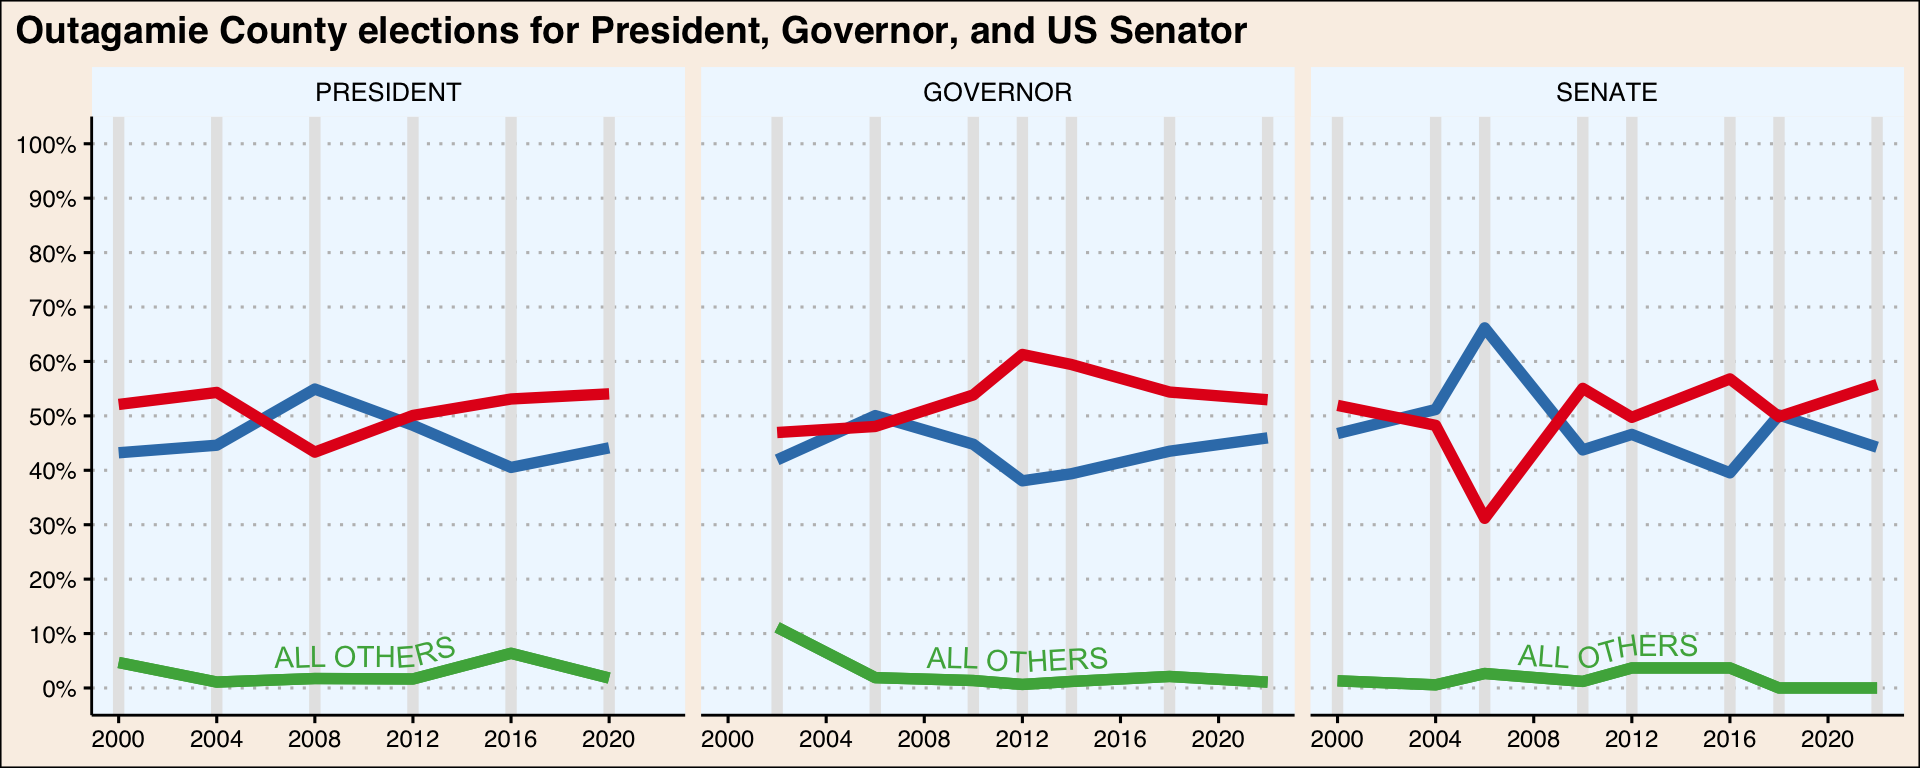 Outagamie County elections for President, Governor, and US Senator
PRESIDENT
GOVERNOR
SENATE
100%
90%
80%
70%
60%
50%
40%
30%
20%
10%
0%
ALL OTHERS
ALL OTHERS
ALL OTHERS
2000 2004 2008 2012 2016 2020
2000 2004 2008 2012 2016 2020
2000 2004 2008 2012 2016 2020